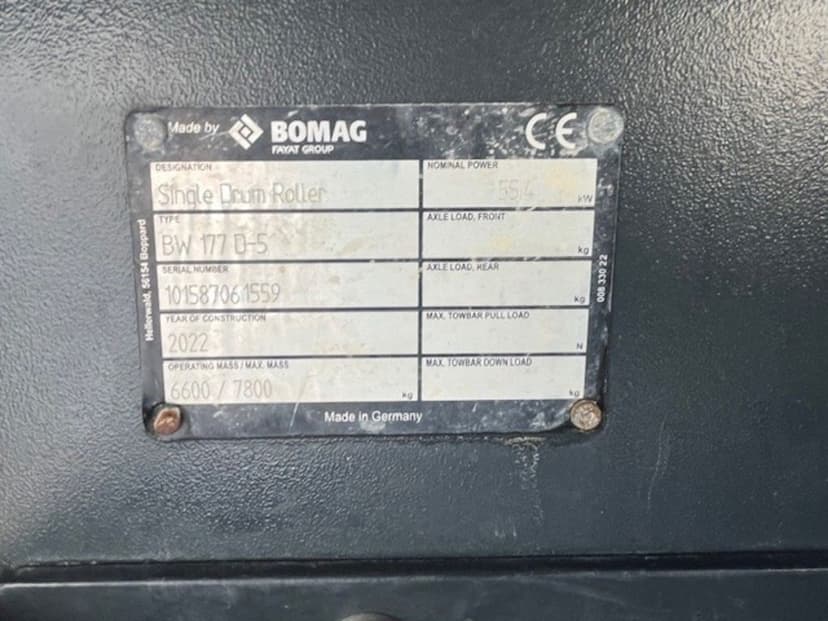 Made by BOMAG CE
FAYAT GROUP
DESIGNATION
Single Drum Roller
NOMINAL POWER
55,4 kW
TYPE
BW 177 D-5
AXLE LOAD, FRONT
kg
SERIAL NUMBER
101587061559
AXLE LOAD, REAR
kg
YEAR OF CONSTRUCTION
2022
MAX. TOWBAR PULL LOAD
N
OPERATING MASS / MAX. MASS
6600 / 7800 kg
MAX. TOWBAR DOWN LOAD
kg
Made in Germany
Hellerwald, 56154 Boppard
008 330 22